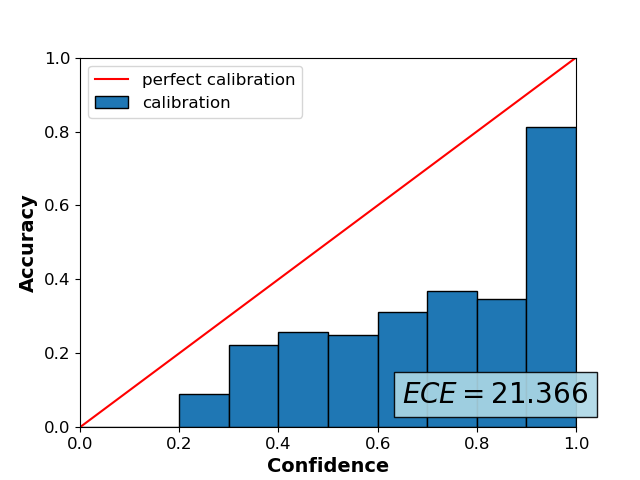 1.0
0.8
0.6
0.4
0.2
0.0
Accuracy
perfect calibration
calibration
ECE = 21.366
0.0 0.2 0.4 0.6 0.8 1.0
Confidence